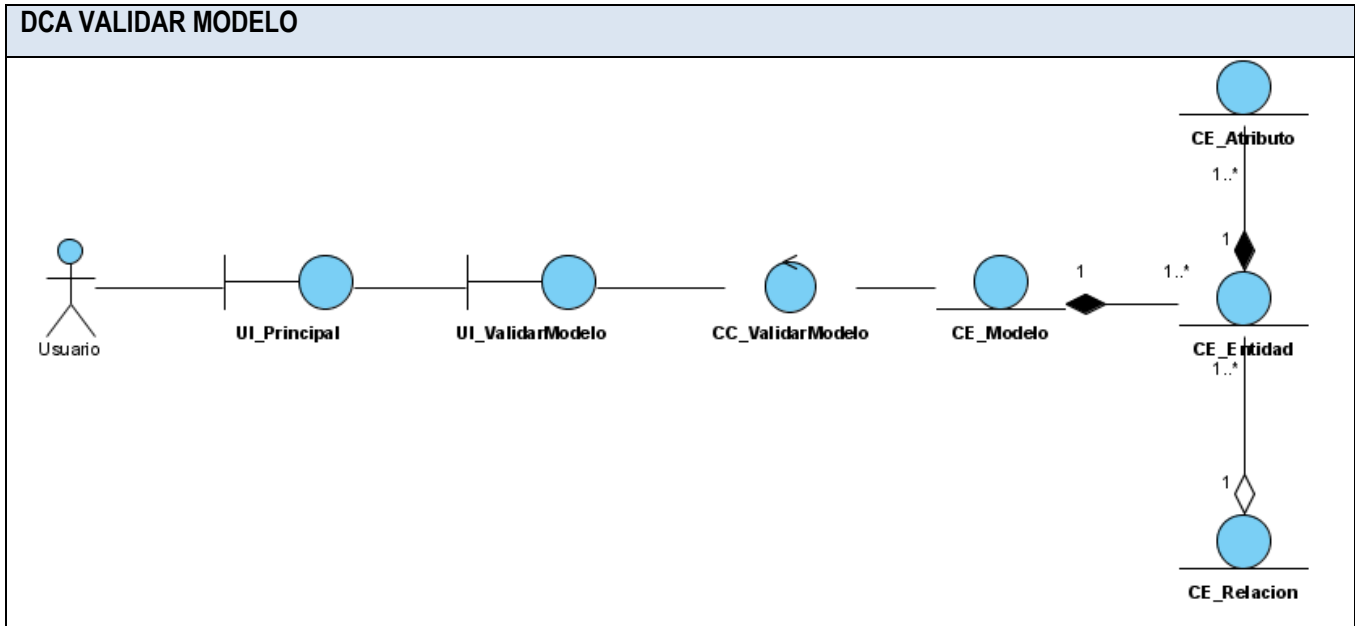 DCA VALIDAR MODELO
CE_Atributo
1..*
1
1
1..*
Usuario
UI_Principal
UI_ValidarModelo
CC_ValidarModelo
CE_Modelo
CE_Entidad
1..*
1
CE_Relacion